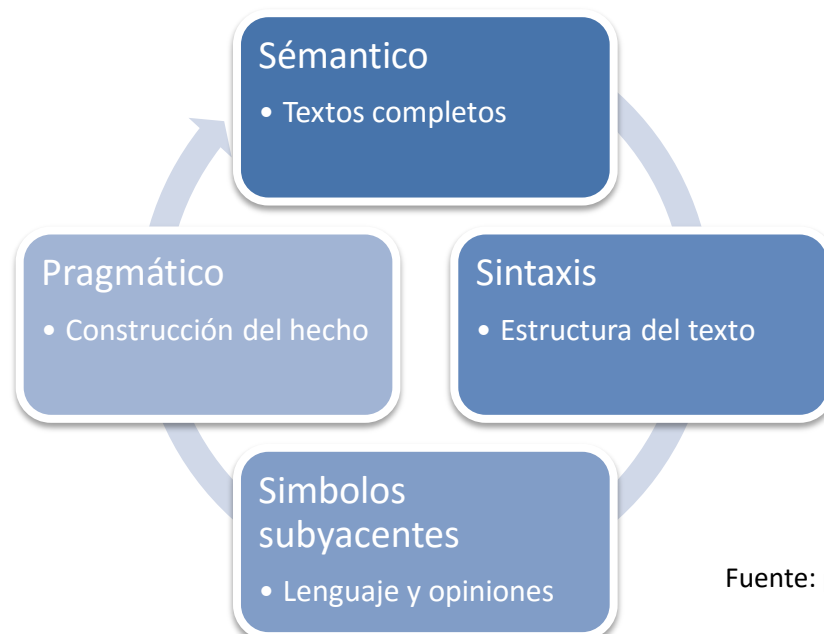 Sémantico
• Textos completos
Pragmático
• Construcción del hecho
Sintaxis
• Estructura del texto
Simbolos
subyacentes
• Lenguaje y opiniones
Fuente: